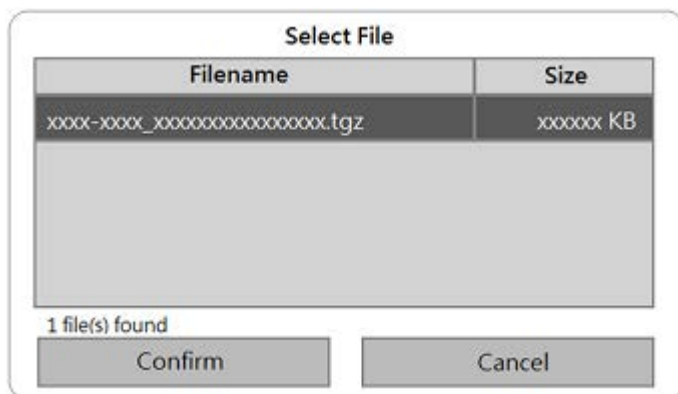 Select File
Filename Size
xxxx-xxxx_xxxxxxxxxxxxxxxx.tgz xxxxxx KB
1 file(s) found
Confirm Cancel